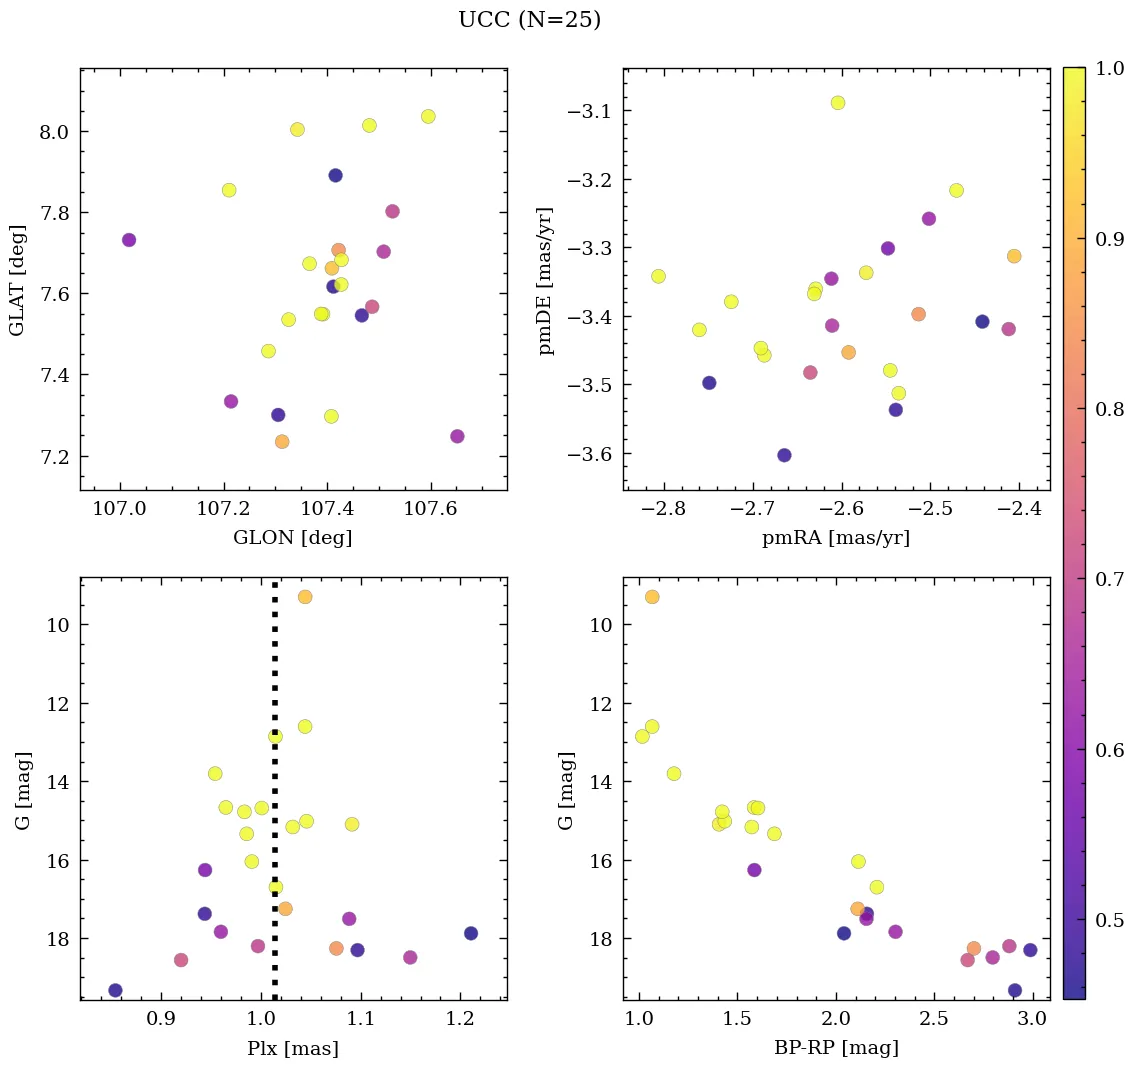 UCC (N=25)
8.0
7.8
7.6
7.4
7.2
GLAT [deg]
107.0 107.2 107.4 107.6
GLON [deg]
−3.1
−3.2
−3.3
−3.4
−3.5
−3.6
pmDE [mas/yr]
−2.8 −2.7 −2.6 −2.5 −2.4
pmRA [mas/yr]
1.0
0.9
0.8
0.7
0.6
0.5
10
12
14
16
18
G [mag]
0.9 1.0 1.1 1.2
Plx [mas]
10
12
14
16
18
G [mag]
1.0 1.5 2.0 2.5 3.0
BP-RP [mag]